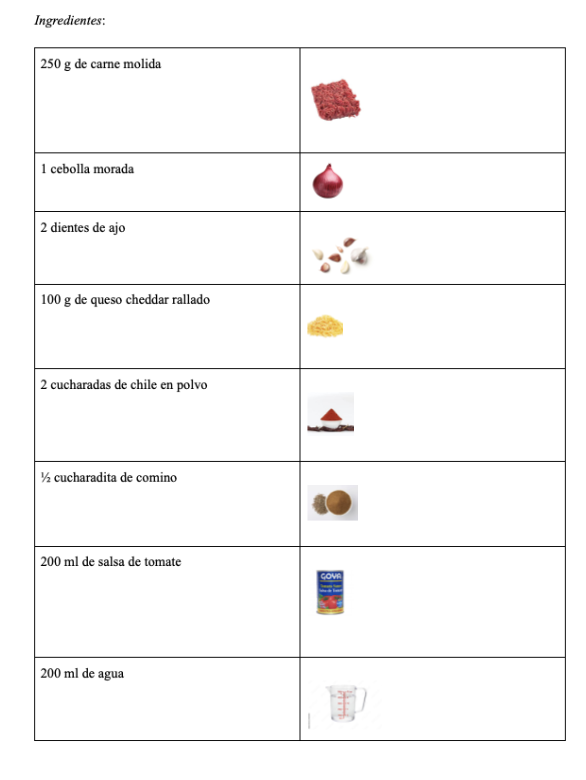 Ingredientes:
250 g de carne molida
1 cebolla morada
2 dientes de ajo
100 g de queso cheddar rallado
2 cucharadas de chile en polvo
½ cucharadita de comino
200 ml de salsa de tomate
GOYA
200 ml de agua